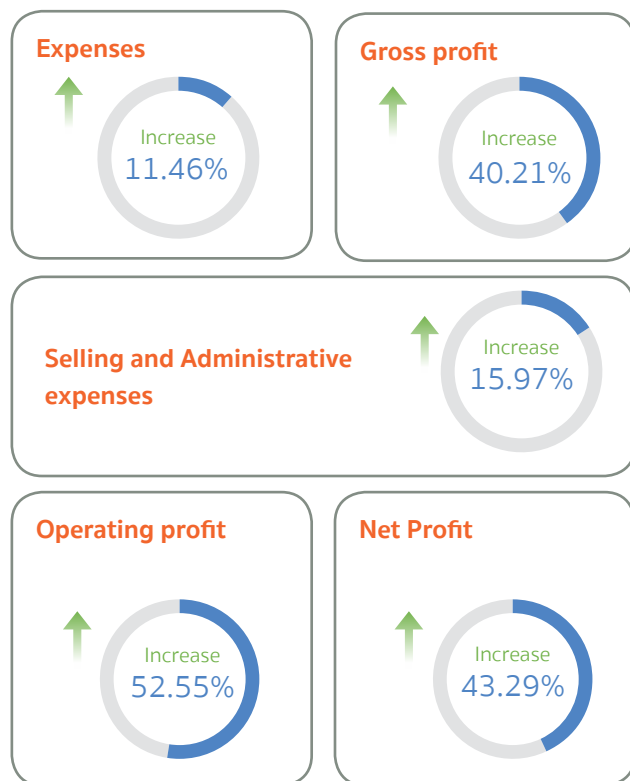 Expenses
Increase
11.46%
Gross profit
Increase
40.21%
Selling and Administrative
expenses
Increase
15.97%
Operating profit
Increase
52.55%
Net Profit
Increase
43.29%